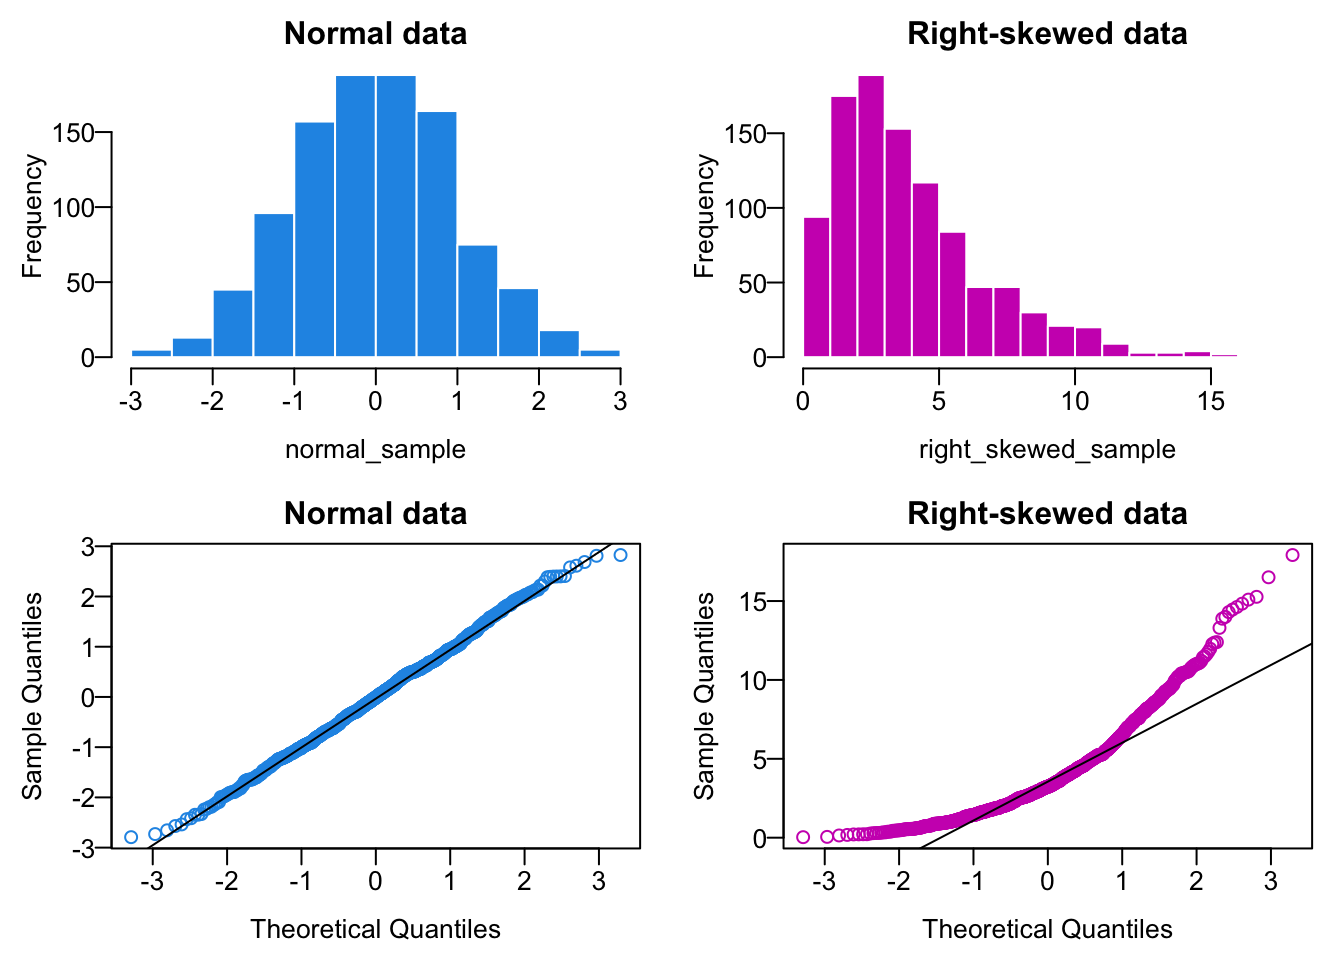 Normal data
Frequency
150
100
50
0
-3 -2 -1 0 1 2 3
normal_sample
Right-skewed data
Frequency
150
100
50
0
0 5 10 15
right_skewed_sample
Normal data
Sample Quantiles
3
2
1
0
-1
-2
-3
-3 -2 -1 0 1 2 3
Theoretical Quantiles
Right-skewed data
Sample Quantiles
15
10
5
0
-3 -2 -1 0 1 2 3
Theoretical Quantiles